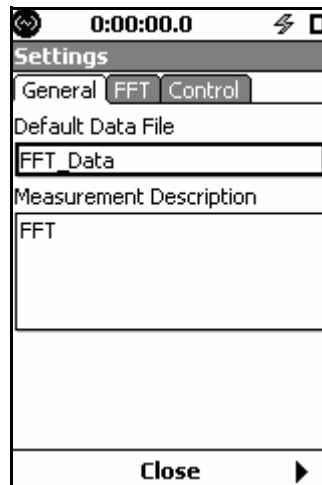 0:00:00.0
Settings
General FFT Control
Default Data File
FFT_Data
Measurement Description
FFT
Close